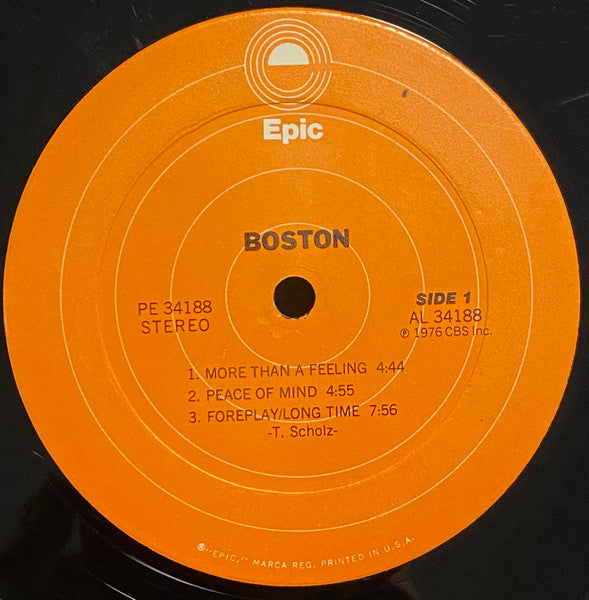 Epic
BOSTON
PE 34188
STEREO
SIDE 1
AL 34188
℗ 1976 CBS Inc.
1. MORE THAN A FEELING 4:44
2. PEACE OF MIND 4:55
3. FOREPLAY/LONG TIME 7:56
-T. Scholz-
®"EPIC," MARCA REG. PRINTED IN U.S.A.